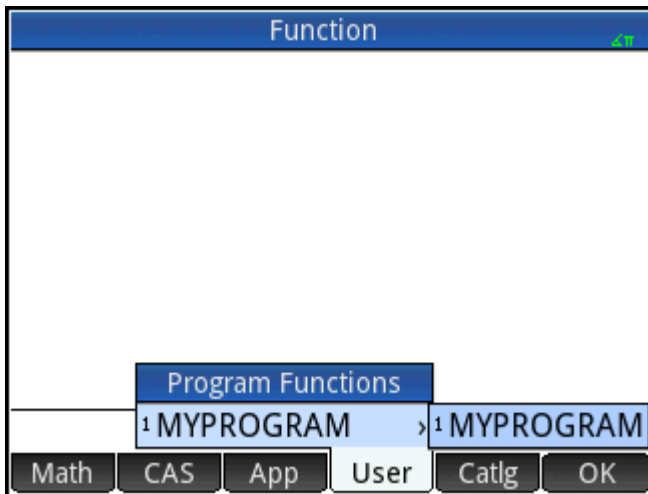 Function
∡π
Program Functions
1 MYPROGRAM › 1 MYPROGRAM
Math CAS App User Catlg OK